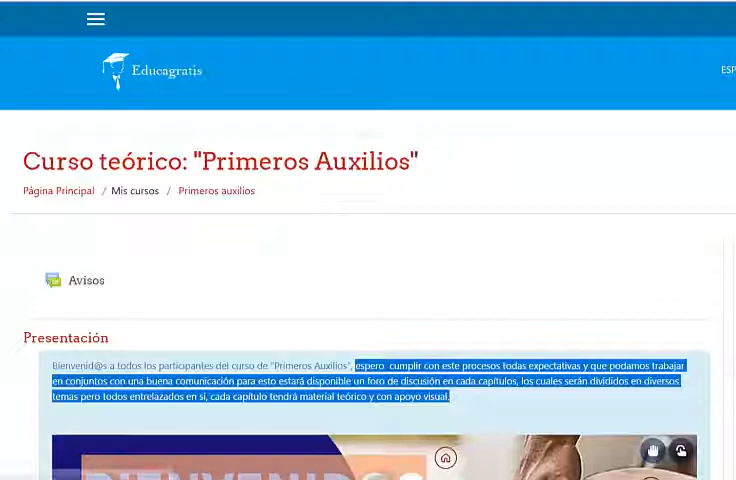 Educagratis
ESP
Curso teórico: "Primeros Auxilios"
Página Principal / Mis cursos / Primeros auxilios
Avisos
Presentación
Bienvenid@s a todos los participantes del curso de "Primeros Auxilios", espero cumplir con este procesos todas expectativas y que podamos trabajar
en conjuntos con una buena comunicación para esto estará disponible un foro de discusión en cada capítulos, los cuales serán divididos en diversos
temas pero todos entrelazados en sí, cada capítulo tendrá material teórico y con apoyo visual.
BIENVENID@S